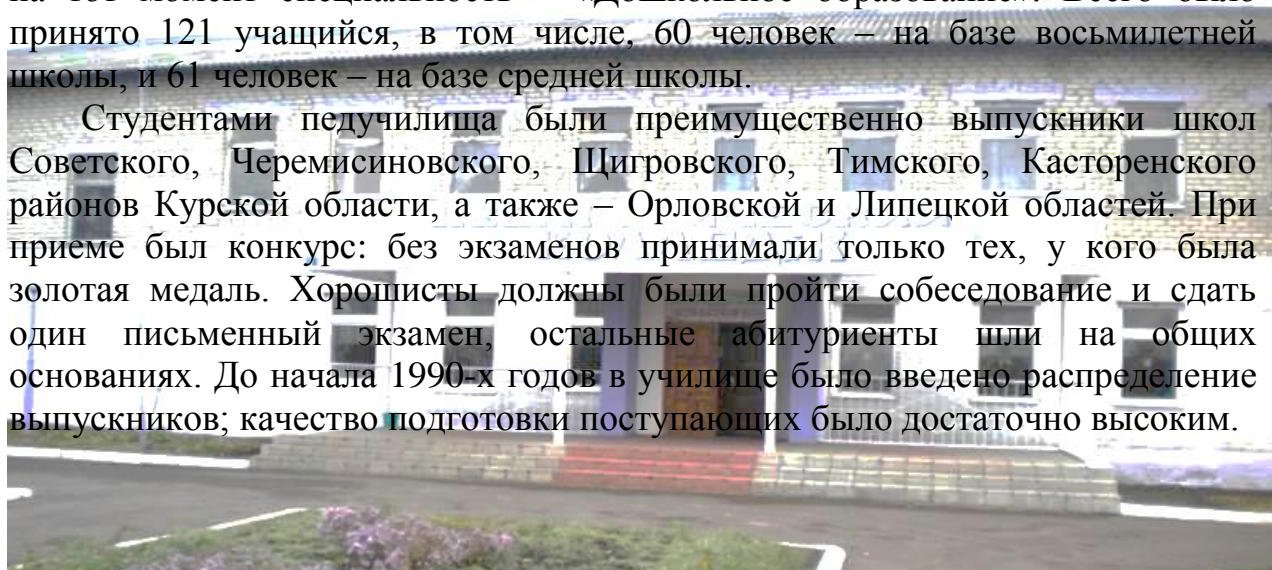 на тот момент специальность – «Дошкольное образование». Всего было
принято 121 учащийся, в том числе, 60 человек – на базе восьмилетней
школы, и 61 человек – на базе средней школы.
Студентами педучилища были преимущественно выпускники школ
Советского, Черемисиновского, Щигровского, Тимского, Касторенского
районов Курской области, а также – Орловской и Липецкой областей. При
приеме был конкурс: без экзаменов принимали только тех, у кого была
золотая медаль. Хорошисты должны были пройти собеседование и сдать
один письменный экзамен, остальные абитуриенты шли на общих
основаниях. До начала 1990-х годов в училище было введено распределение
выпускников; качество подготовки поступающих было достаточно высоким.